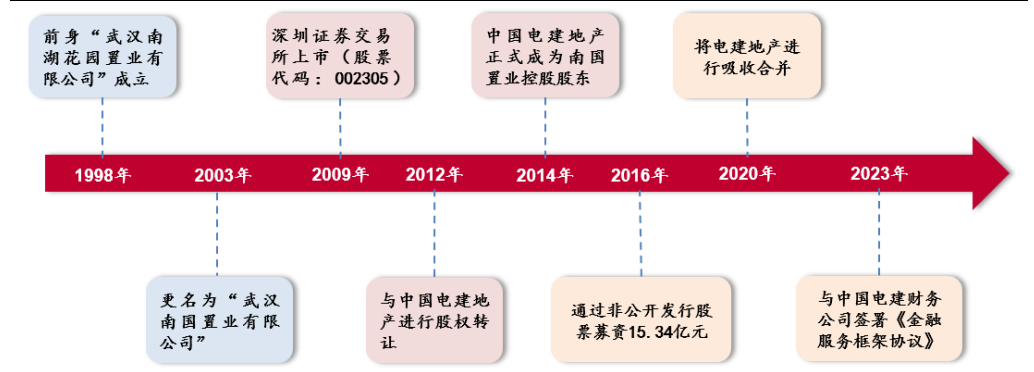 前身“武汉南
湖花园置业有
限公司”成立
深圳证券交易
所上市（股票
代码：002305）
中国电建地产
正式成为南国
置业控股股东
将电建地产进
行吸收合并
1998年
2003年
2009年
2012年
2014年
2016年
2020年
2023年
更名为“武汉
南国置业有限
公司”
与中国电建地
产进行股权转
让
通过非公开发行股
票募资15.34亿元
与中国电建财务
公司签署《金融
服务框架协议》